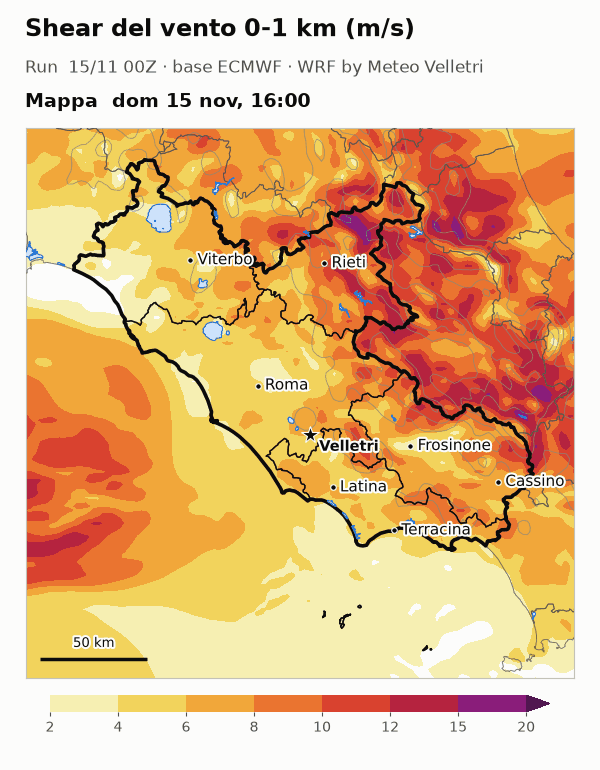 Shear del vento 0-1 km (m/s)
Run  15/11 00Z · base ECMWF · WRF by Meteo Velletri
Mappa  dom 15 nov, 16:00
Viterbo
Rieti
Roma
Velletri
Frosinone
Cassino
Latina
Terracina
50 km
2 4 6 8 10 12 15 20